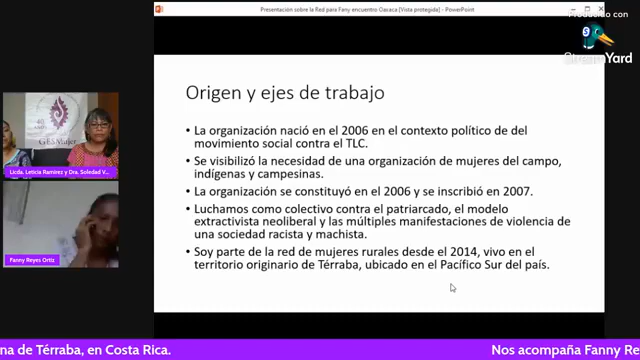 Presentación sobre la Red para Fany encuentro Oaxaca [Vista protegida] - PowerPoint
Producido con
StreamYard
Origen y ejes de trabajo
• La organización nació en el 2006 en el contexto político de del
movimiento social contra el TLC.
• Se visibilizó la necesidad de una organización de mujeres del campo,
indígenas y campesinas.
• La organización se constituyó en el 2006 y se inscribió en 2007.
• Luchamos como colectivo contra el patriarcado, el modelo
extractivista neoliberal y las múltiples manifestaciones de violencia de
una sociedad racista y machista.
• Soy parte de la red de mujeres rurales desde el 2014, vivo en el
territorio originario de Térraba, ubicado en el Pacífico Sur del país.
GESMujer
Licda. Leticia Ramirez y Dra. Soledad V...
Fanny Reyes Ortiz
na de Térraba, en Costa Rica.
Nos acompaña Fanny Re